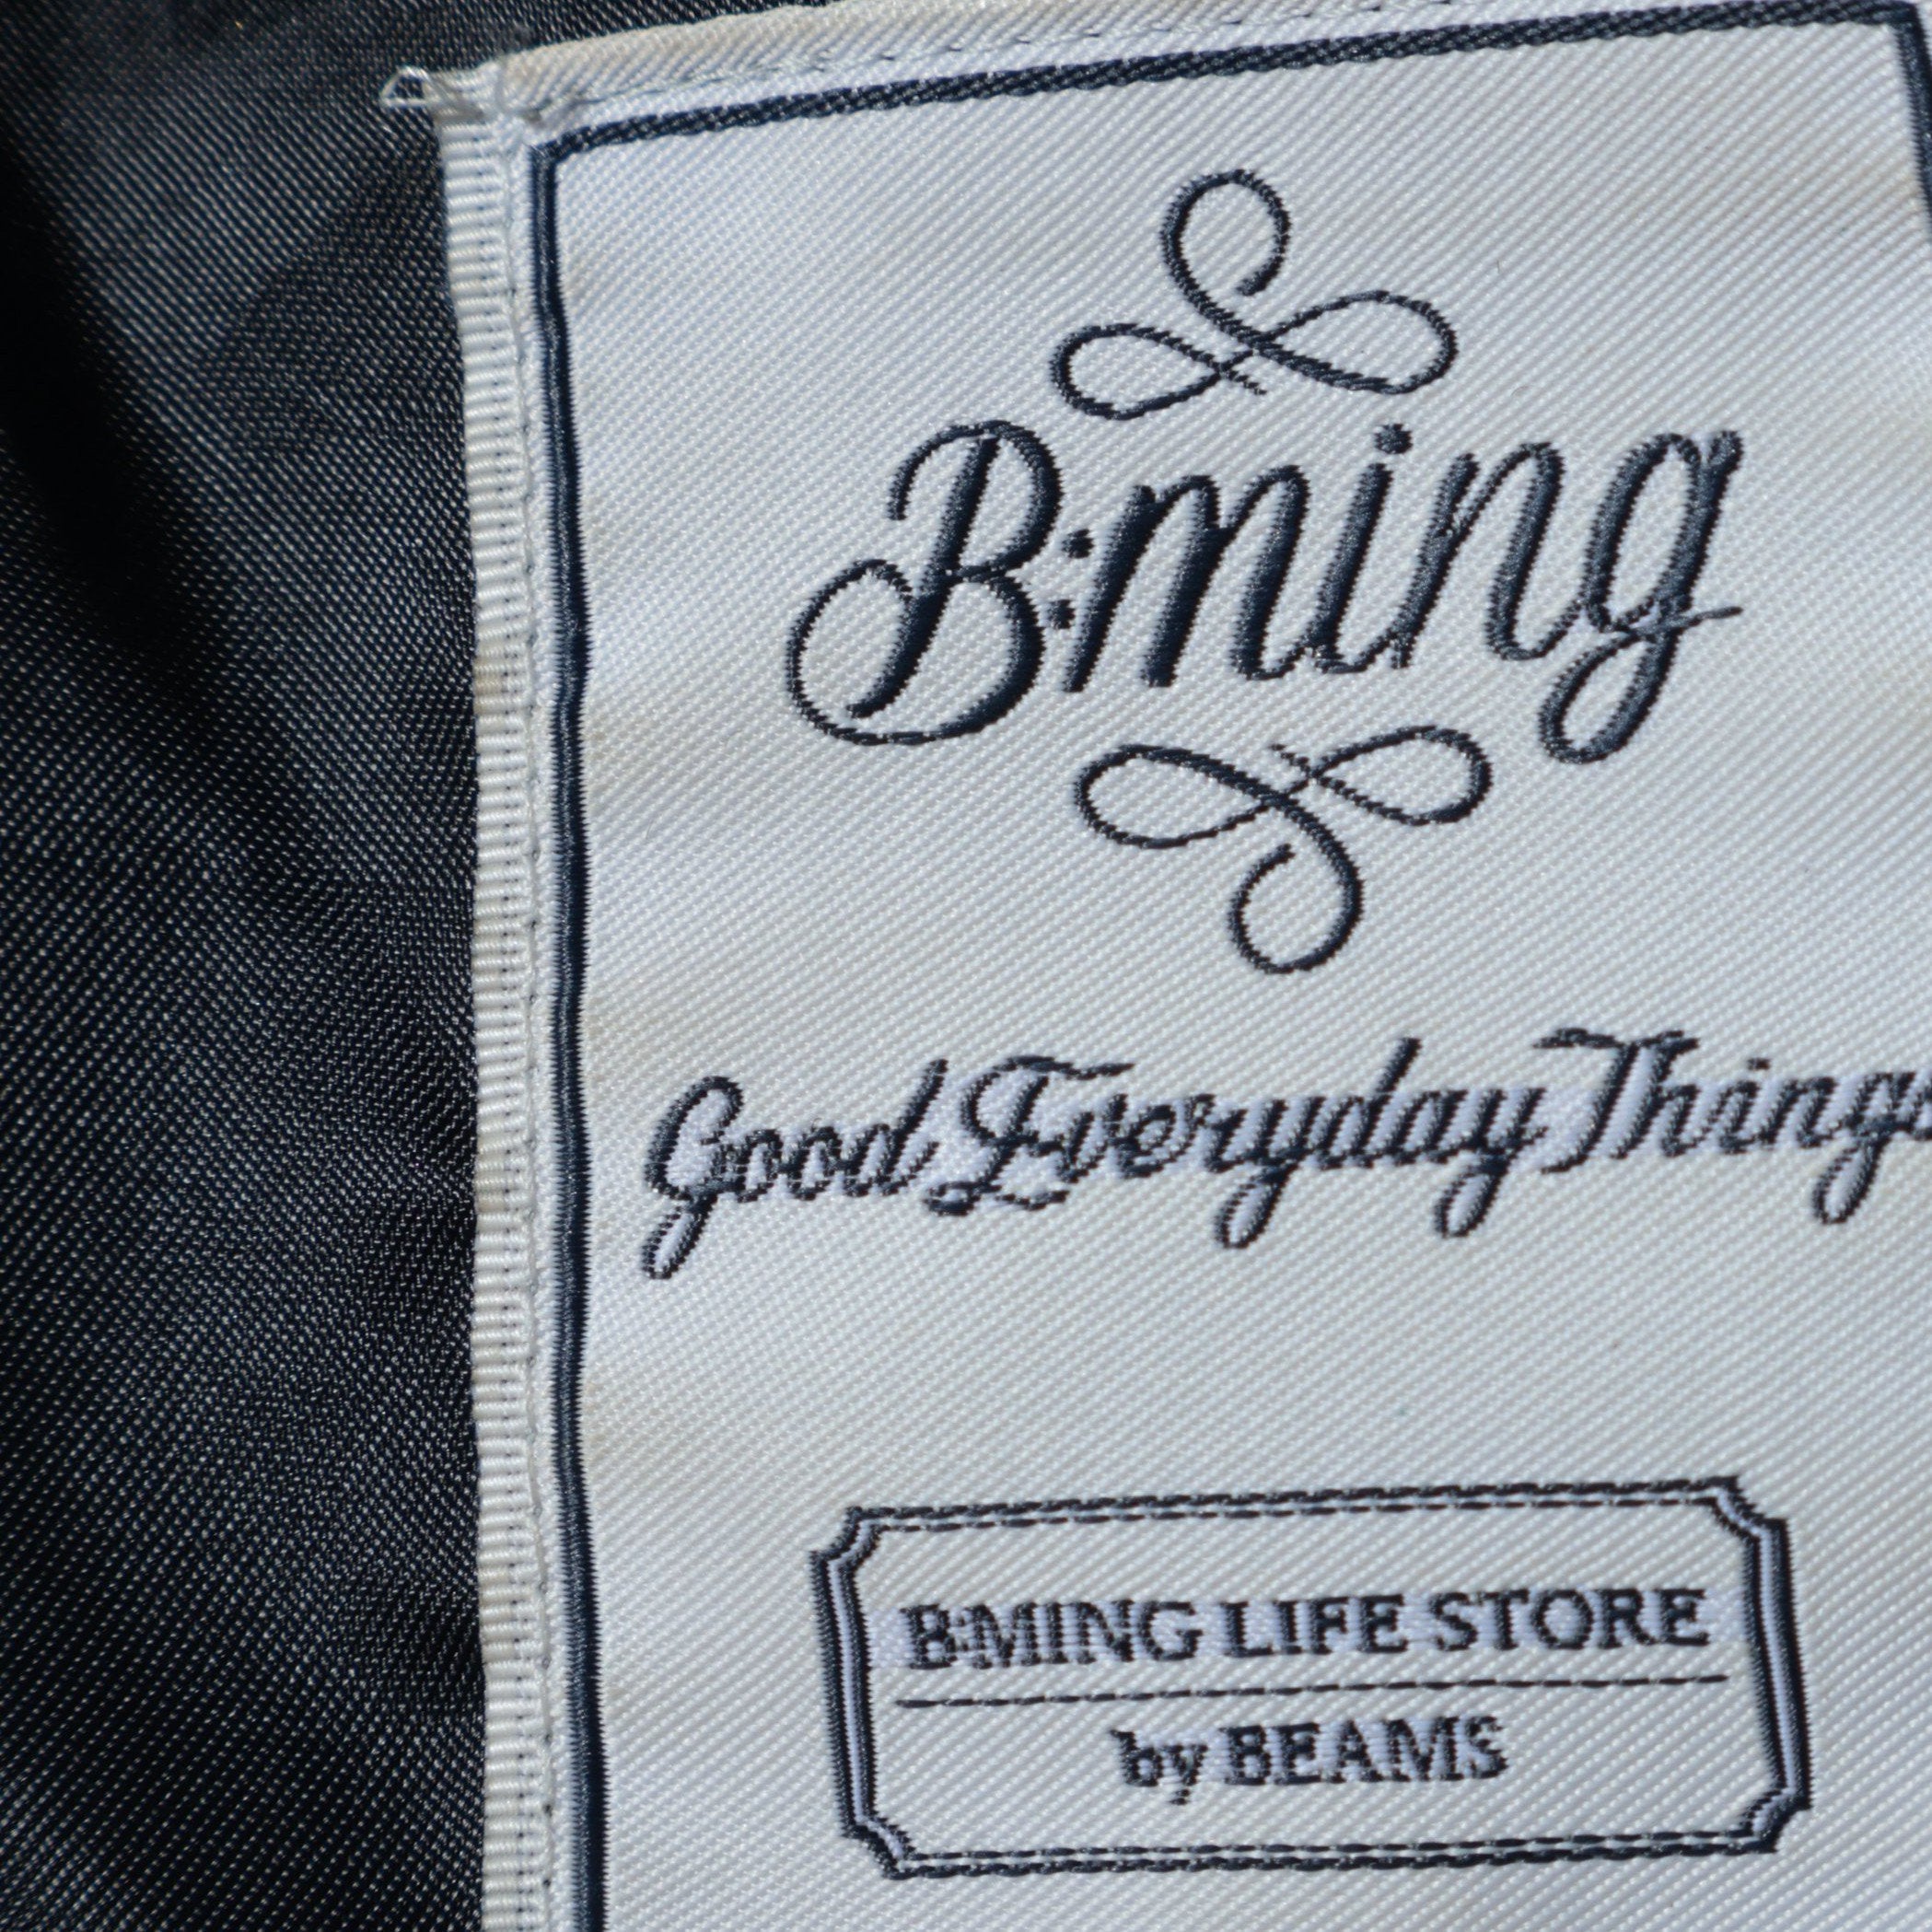 B:ming
Good Everyday Things
B:MING LIFE STORE
by BEAMS